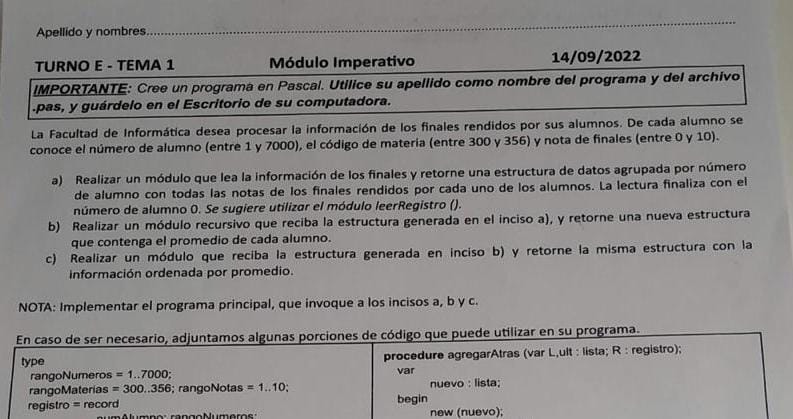 Apellido y nombres.....................................................................................................................................
TURNO E - TEMA 1 Módulo Imperativo 14/09/2022
IMPORTANTE: Cree un programa en Pascal. Utilice su apellido como nombre del programa y del archivo
.pas, y guárdelo en el Escritorio de su computadora.
La Facultad de Informática desea procesar la información de los finales rendidos por sus alumnos. De cada alumno se
conoce el número de alumno (entre 1 y 7000), el código de materia (entre 300 y 356) y nota de finales (entre 0 y 10).
a) Realizar un módulo que lea la información de los finales y retorne una estructura de datos agrupada por número
de alumno con todas las notas de los finales rendidos por cada uno de los alumnos. La lectura finaliza con el
número de alumno 0. Se sugiere utilizar el módulo leerRegistro ().
b) Realizar un módulo recursivo que reciba la estructura generada en el inciso a), y retorne una nueva estructura
que contenga el promedio de cada alumno.
c) Realizar un módulo que reciba la estructura generada en inciso b) y retorne la misma estructura con la
información ordenada por promedio.
NOTA: Implementar el programa principal, que invoque a los incisos a, b y c.
En caso de ser necesario, adjuntamos algunas porciones de código que puede utilizar en su programa.
type
rangoNumeros = 1..7000;
rangoMaterias = 300..356; rangoNotas = 1..10;
registro = record
numAlumno: rangoNumeros;
procedure agregarAtras (var L,ult : lista; R : registro);
var
nuevo : lista;
begin
new (nuevo);